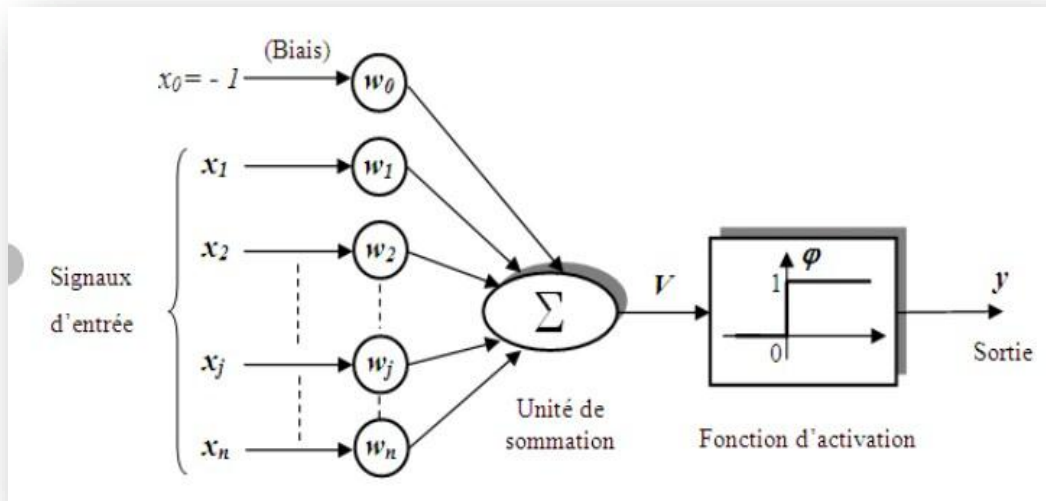 (Biais)
x₀= - 1
w₀
x₁
w₁
x₂
w₂
Signaux
d’entrée
xⱼ
wⱼ
xₙ
wₙ
Σ
Unité de
sommation
V
φ
1
0
Fonction d’activation
y
Sortie